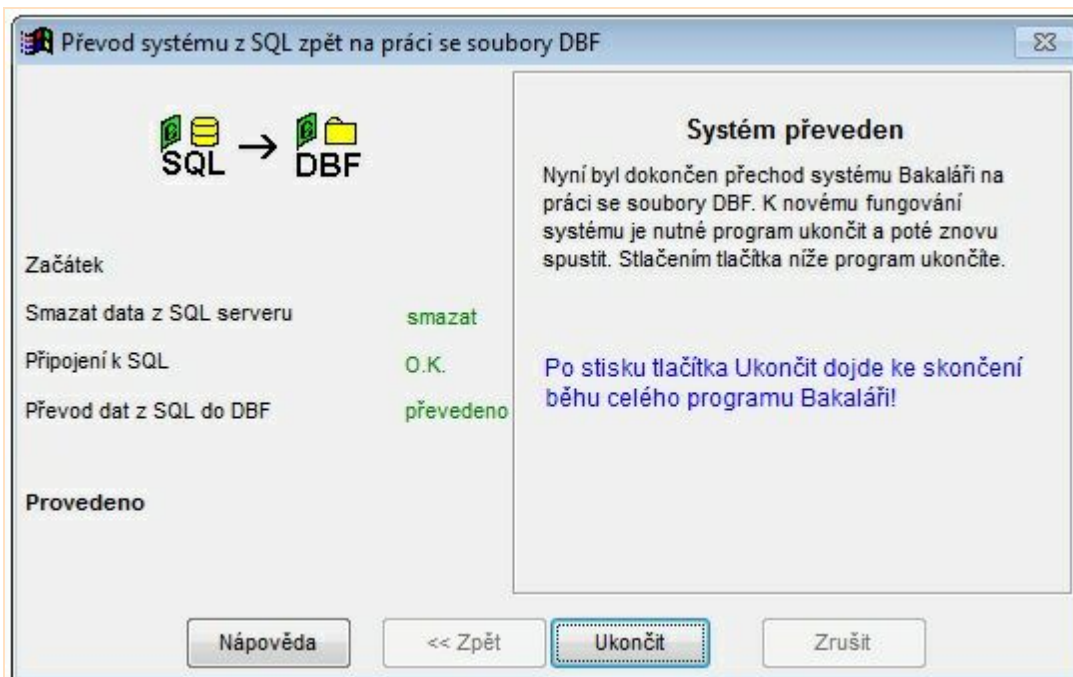 Převod systému z SQL zpět na práci se soubory DBF
SQL → DBF
Systém převeden
Nyní byl dokončen přechod systému Bakaláři na
práci se soubory DBF. K novému fungování
systému je nutné program ukončit a poté znovu
spustit. Stlačením tlačítka níže program ukončíte.
Po stisku tlačítka Ukončit dojde ke skončení
běhu celého programu Bakaláři!
Začátek
Smazat data z SQL serveru smazat
Připojení k SQL O.K.
Převod dat z SQL do DBF převedeno
Provedeno
Nápověda << Zpět Ukončit Zrušit